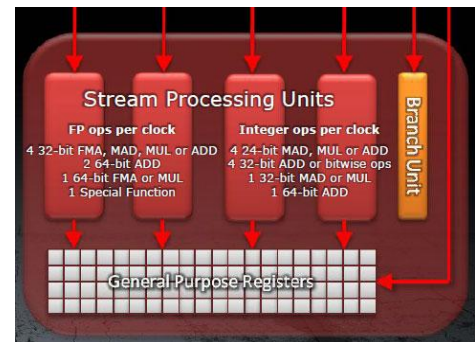 Stream Processing Units
FP ops per clock
4 32-bit FMA, MAD, MUL or ADD
2 64-bit ADD
1 64-bit FMA or MUL
1 Special Function
Integer ops per clock
4 24-bit MAD, MUL or ADD
4 32-bit ADD or bitwise ops
1 32-bit MAD or MUL
1 64-bit ADD
Branch Unit
General Purpose Registers